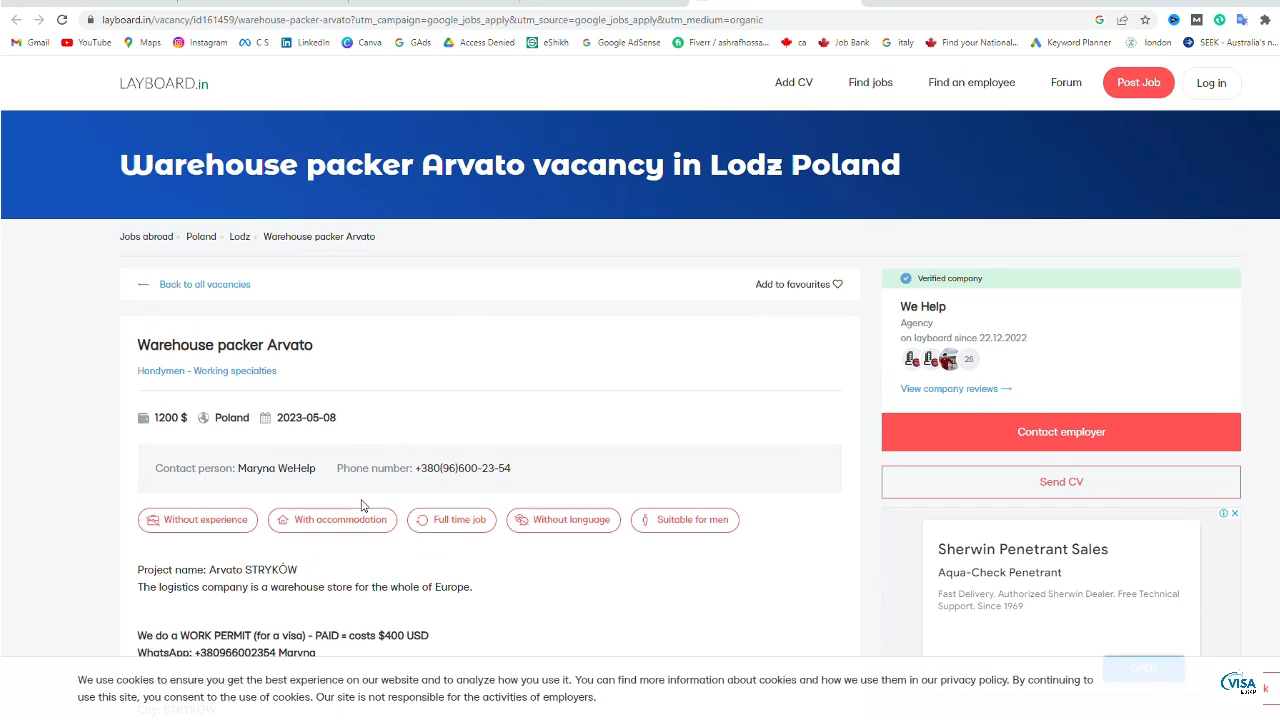 layboard.in/vacancy/id161459/warehouse-packer-arvato?utm_campaign=google_jobs_apply&utm_source=google_jobs_apply&utm_medium=organic
Gmail YouTube Maps Instagram C S LinkedIn Canva GAds Access Denied eShikh Google AdSense Fiverr / ashrafhossa... ca Job Bank italy Find your National... Keyword Planner london SEEK - Australia's n...
LAYBOARD.in Add CV Find jobs Find an employee Forum Post Job Log in
Warehouse packer Arvato vacancy in Lodz Poland
Jobs abroad Poland Lodz Warehouse packer Arvato
← Back to all vacancies Add to favourites
Verified company
We Help
Agency
on layboard since 22.12.2022
26
View company reviews →
Contact employer
Send CV
Warehouse packer Arvato
Handymen - Working specialties
1200 $ Poland 2023-05-08
Contact person: Maryna WeHelp Phone number: +380(96)600-23-54
Without experience With accommodation Full time job Without language Suitable for men
Project name: Arvato STRYKÓW
The logistics company is a warehouse store for the whole of Europe.
We do a WORK PERMIT (for a visa) - PAID = costs $400 USD
WhatsApp: +380966002354 Maryna
City: STRYKÓW
Sherwin Penetrant Sales
Aqua-Check Penetrant
Fast Delivery. Authorized Sherwin Dealer. Free Technical
Support. Since 1969
OPEN
We use cookies to ensure you get the best experience on our website and to analyze how you use it. You can find more information about cookies and how we use them in our privacy policy. By continuing to
use this site, you consent to the use of cookies. Our site is not responsible for the activities of employers.
VISA
k